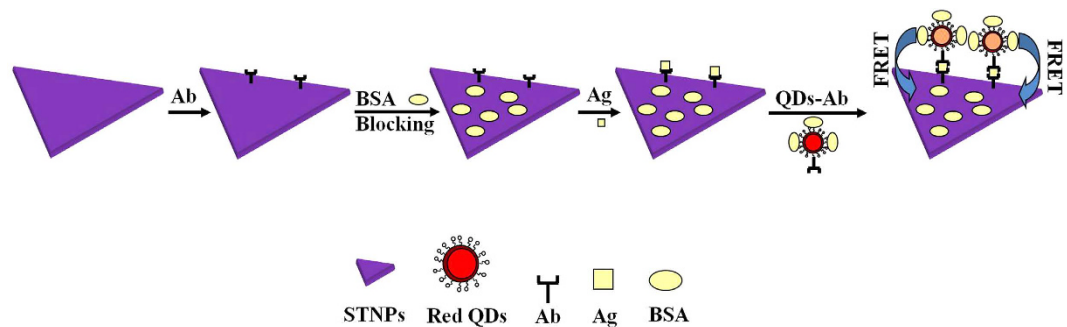 Ab
BSA
Blocking
Ag
QDs-Ab
FRET
FRET
STNPs
Red QDs
Ab
Ag
BSA